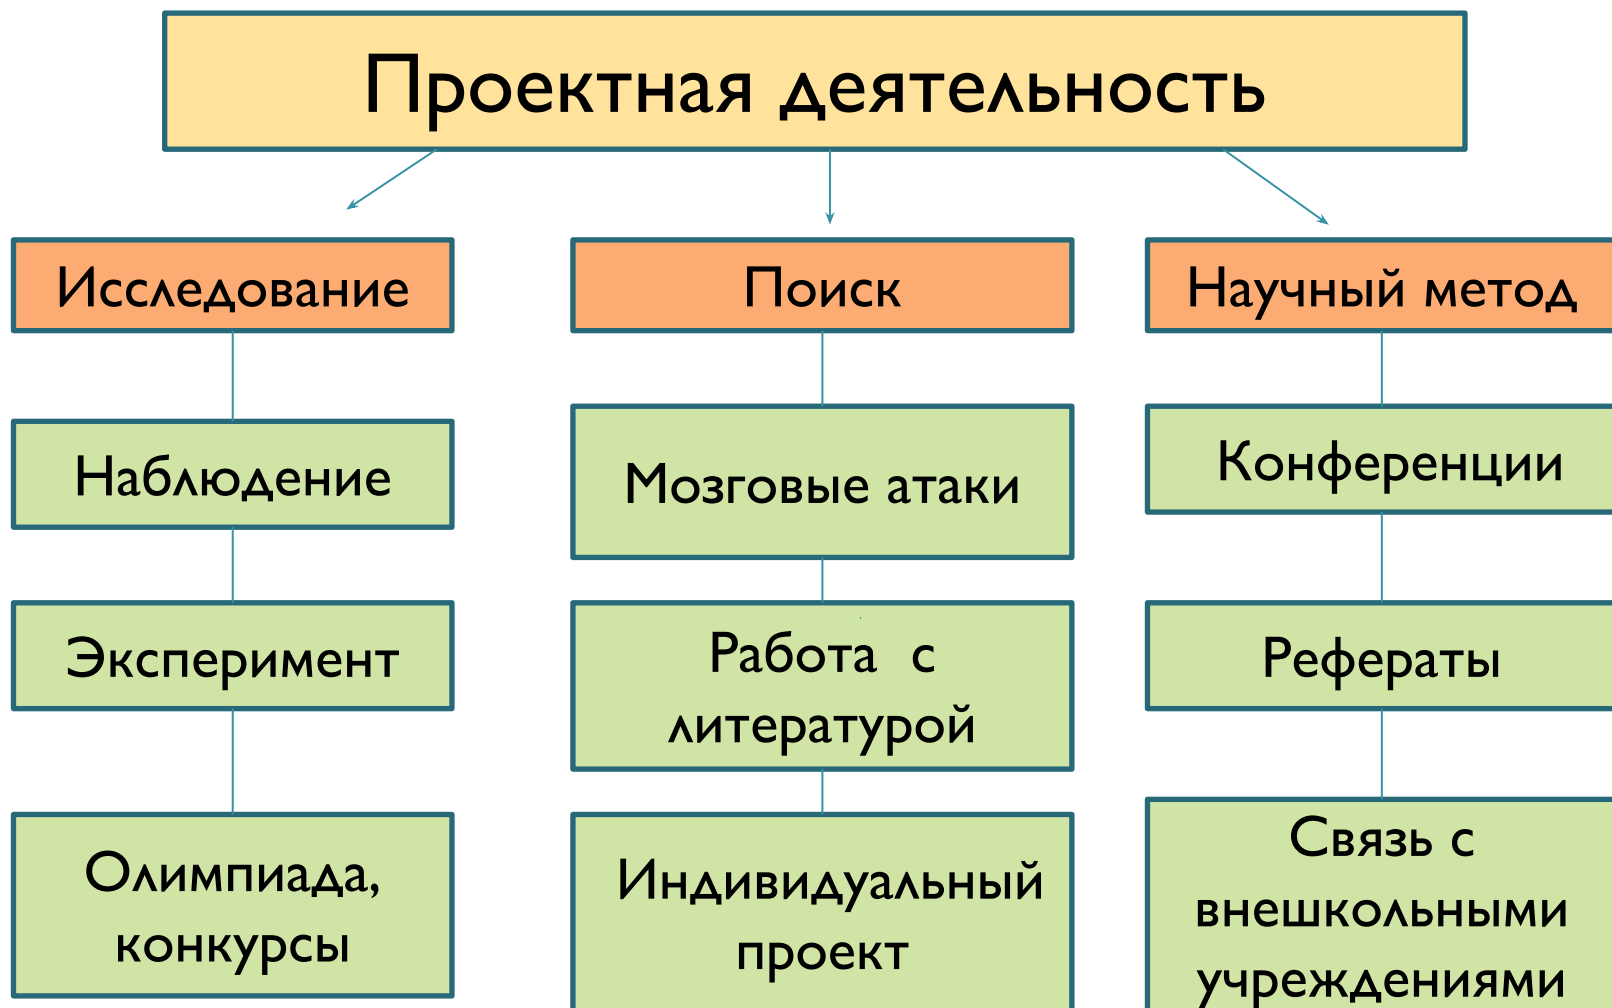 Проектная деятельность
Исследование
Поиск
Научный метод
Наблюдение
Мозговые атаки
Конференции
Эксперимент
Работа с
литературой
Рефераты
Олимпиада,
конкурсы
Индивидуальный
проект
Связь с
внешкольными
учреждениями